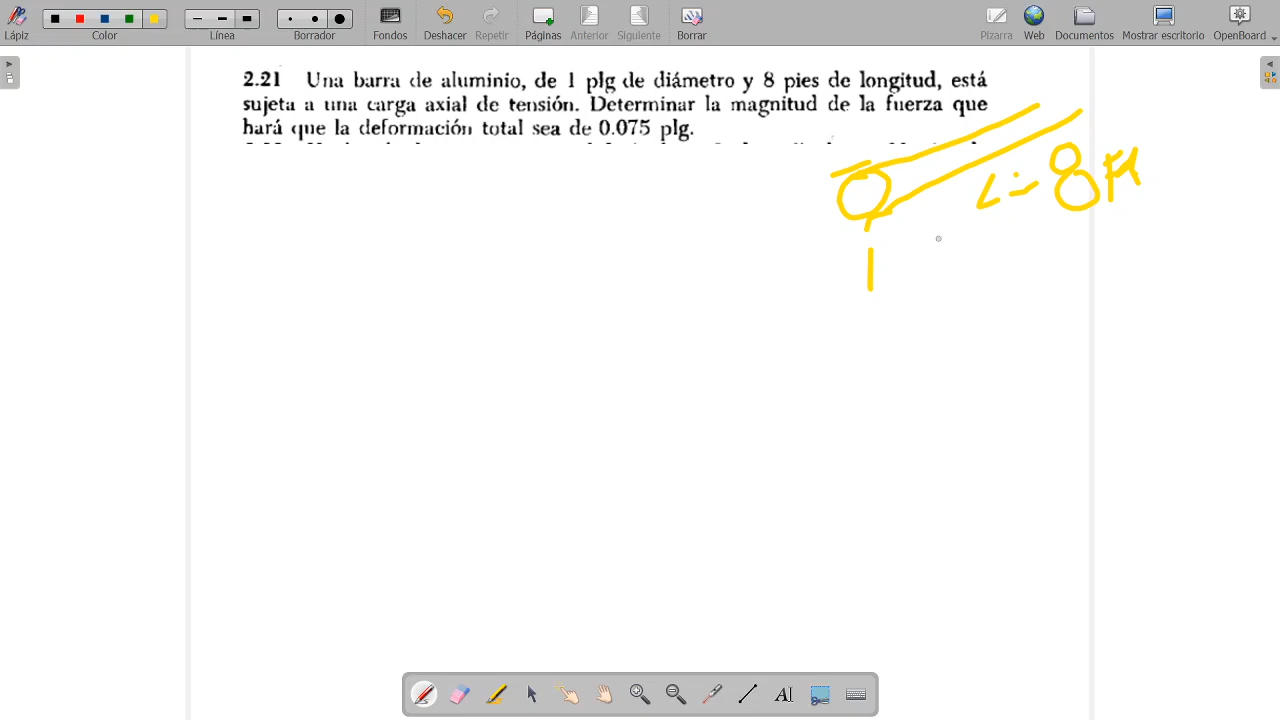 Lápiz
Color
Línea
Borrador
Fondos
Deshacer
Repetir
Páginas
Anterior
Siguiente
Borrar
Pizarra
Web
Documentos
Mostrar escritorio
OpenBoard
2.21 Una barra de aluminio, de 1 plg de diámetro y 8 pies de longitud, está
sujeta a una carga axial de tensión. Determinar la magnitud de la fuerza que
hará que la deformación total sea de 0.075 plg.
L = 8
1
AI